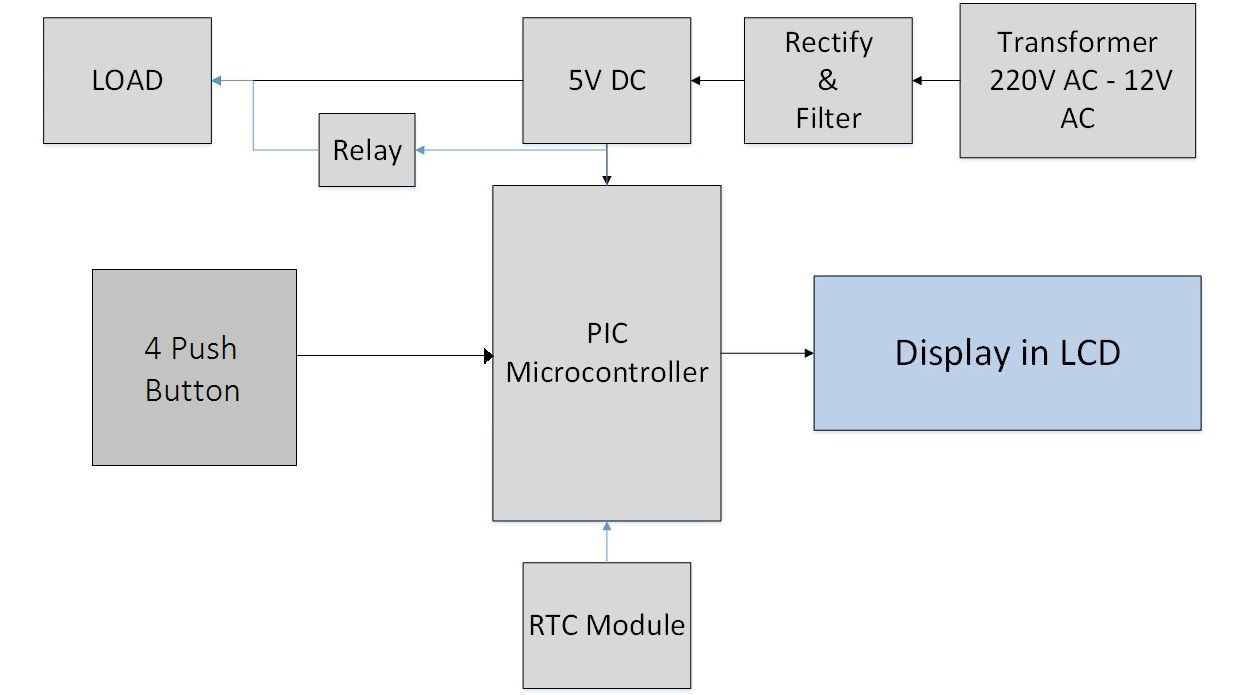 LOAD
5V DC
Rectify
&
Filter
Transformer
220V AC - 12V
AC
Relay
4 Push
Button
PIC
Microcontroller
Display in LCD
RTC Module